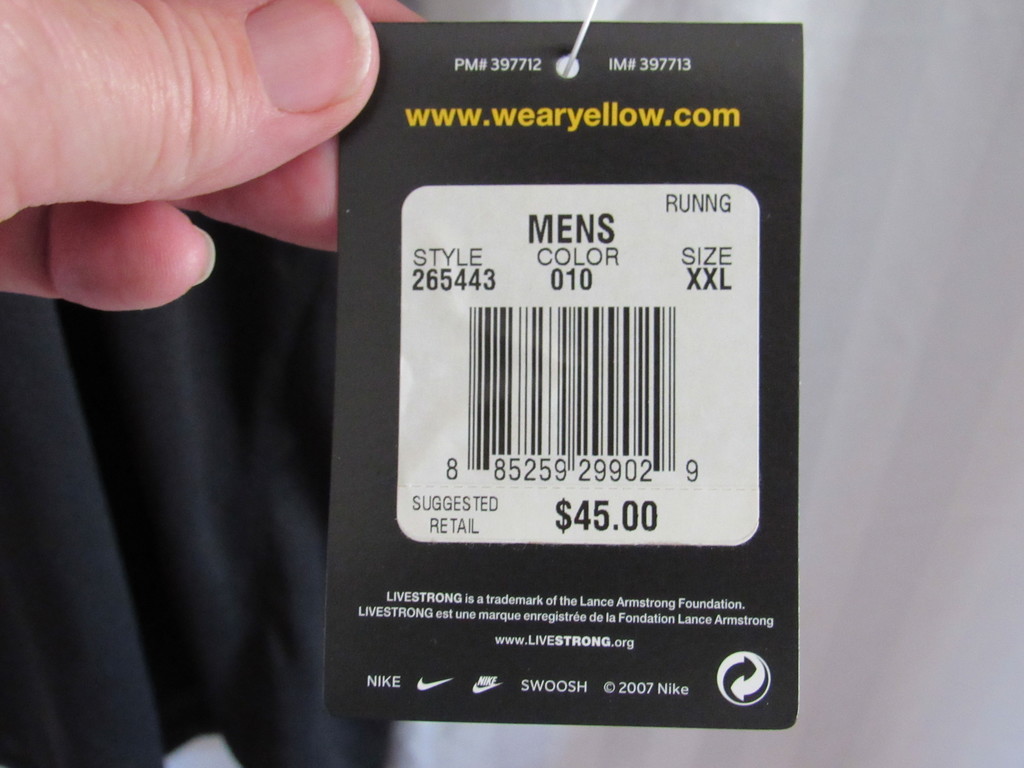 PM# 397712 IM# 397713
www.wearyellow.com
RUNNG
MENS
STYLE COLOR SIZE
265443 010 XXL
8 85259 29902 9
SUGGESTED RETAIL $45.00
LIVESTRONG is a trademark of the Lance Armstrong Foundation.
LIVESTRONG est une marque enregistrée de la Fondation Lance Armstrong
www.LIVESTRONG.org
NIKE NIKE SWOOSH © 2007 Nike